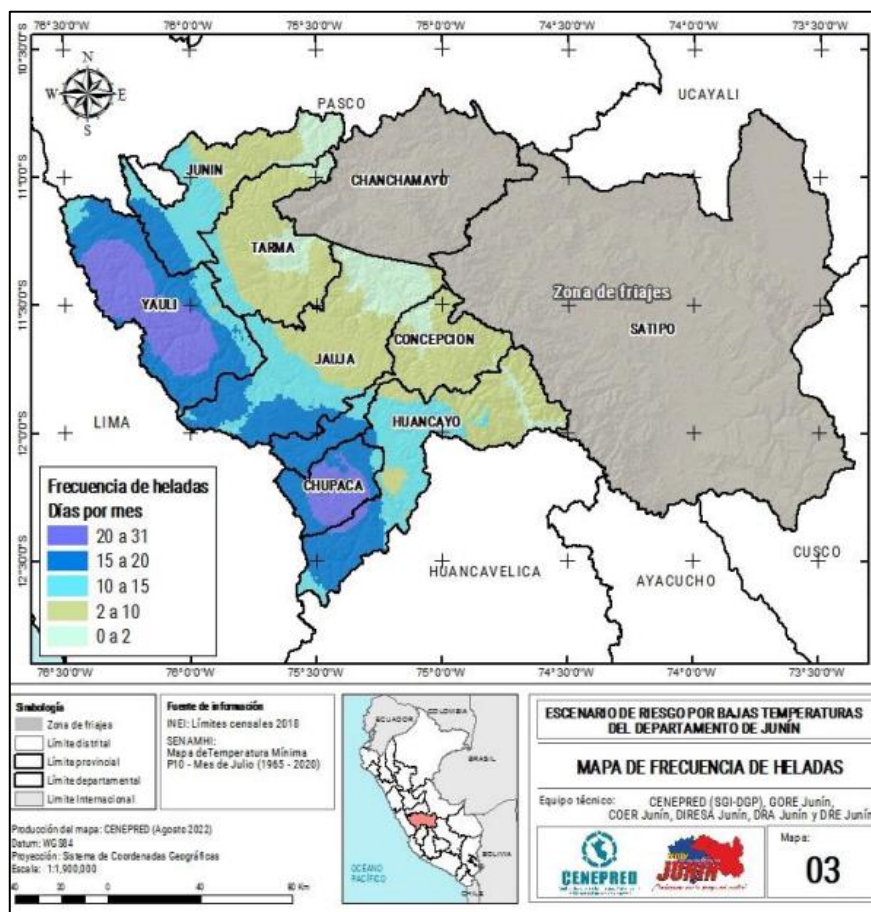 76°30'0"W 76°0'0"W 75°30'0"W 75°0'0"W 74°30'0"W 74°0'0"W 73°30'0"W
10°30'0"S
11°0'0"S
11°30'0"S
12°0'0"S
12°30'0"S
N
W E
S
PASCO
UCAYALI
JUNIN
CHANCHAMAYO
TARMA
Zona de friajes
YAULI
SATIPO
CONCEPCION
JAUJA
LIMA
HUANCAYO
CHUPACA
HUANCAVELICA
AYACUCHO
CUSCO
Frecuencia de heladas
Días por mes
20 a 31
15 a 20
10 a 15
2 a 10
0 a 2
76°30'0"W 76°0'0"W 75°30'0"W 75°0'0"W 74°30'0"W 74°0'0"W 73°30'0"W
Simbología
Zona de friajes
Límite distrital
Límite provincial
Límite departamental
Límite Internacional
Fuente de información
INEI: Límites censales 2018
SENAMHI:
Mapa de Temperatura Mínima
P10 - Mes de Julio (1965 - 2020)
Producción del mapa: CENEPRED (Agosto 2022)
Datum: WGS84
Proyección: Sistema de Coordenadas Geográficas
Escala: 1:1,900,000
40 20 0 40 80 Km
ECUADOR
COLOMBIA
BRASIL
BOLIVIA
OCÉANO
PACÍFICO
CHILE
ESCENARIO DE RIESGO POR BAJAS TEMPERATURAS
DEL DEPARTAMENTO DE JUNÍN
MAPA DE FRECUENCIA DE HELADAS
Equipo técnico: CENEPRED (SGI-DGP), GORE Junín,
COER Junín, DIRESA Junín, DRA Junín y DRE Junín
CENEPRED
JUNÍN
Mapa:
03